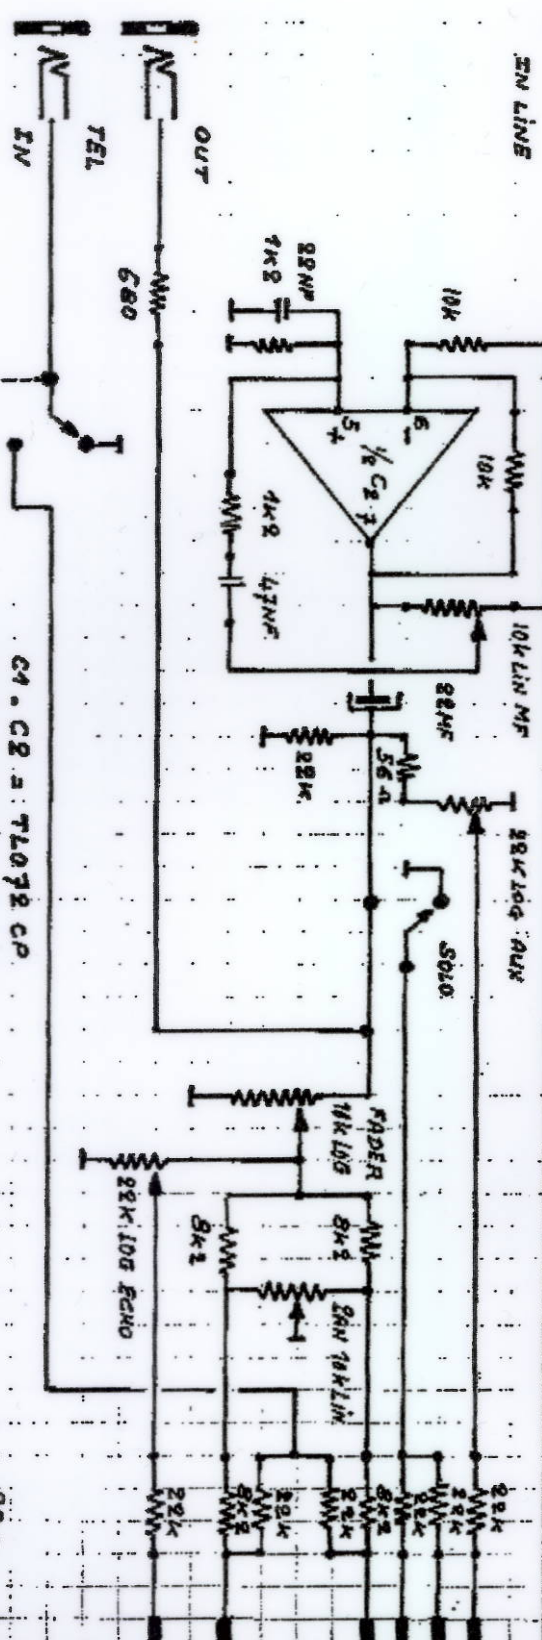 IN LINE
OUT
TEL
IN
680
22NF
1K2
10K
10K
5
+
6
-
1/2 C2
7
1K2
47NF
10K LIN MF
22MF
22K
56Ω
22K LOG AUX
SOLO
C1 - C2 = TL072 CP
FADER
10K LOG
22K LOG ECHO
8K2
8K2
PAN 10K LIN
22K
8K2
22K
22K
8K2
22K
22K